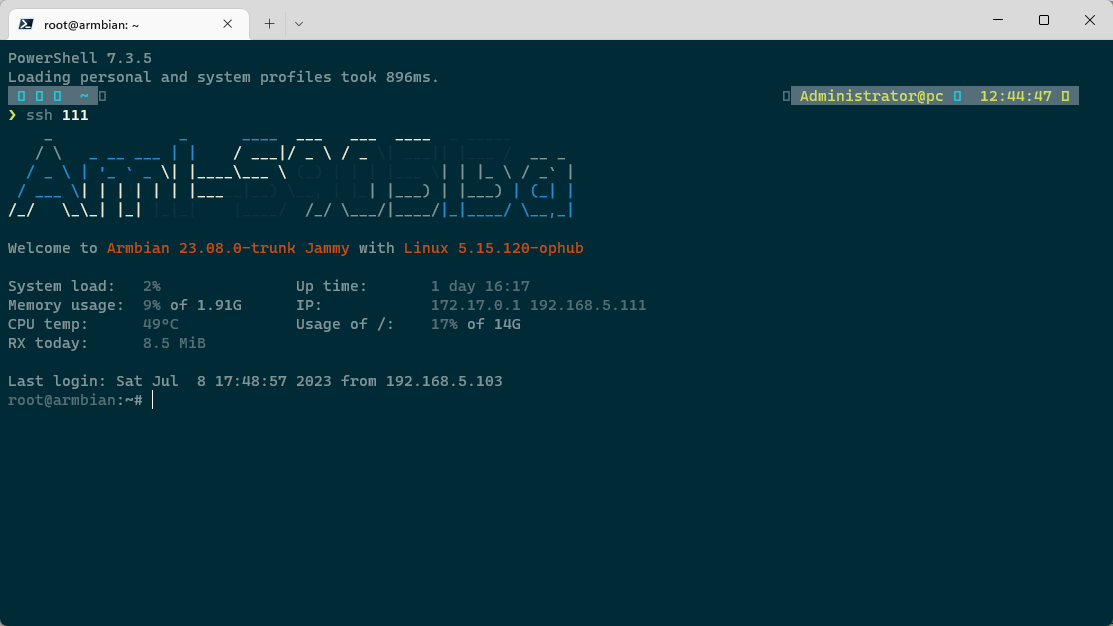 root@armbian: ~
PowerShell 7.3.5
Loading personal and system profiles took 896ms.
~ Administrator@pc 12:44:47
❯ ssh 111
Welcome to Armbian 23.08.0-trunk Jammy with Linux 5.15.120-ophub
System load: 2% Up time: 1 day 16:17
Memory usage: 9% of 1.91G IP: 172.17.0.1 192.168.5.111
CPU temp: 49°C Usage of /: 17% of 14G
RX today: 8.5 MiB
Last login: Sat Jul 8 17:48:57 2023 from 192.168.5.103
root@armbian:~#